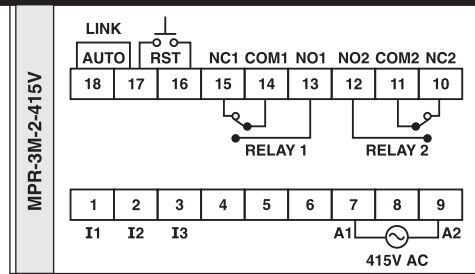 MPR-3M-2-415V
LINK
AUTO RST NC1 COM1 NO1 NO2 COM2 NC2
18 17 16 15 14 13 12 11 10
RELAY 1 RELAY 2
1 2 3 4 5 6 7 8 9
I1 I2 I3 A1 A2
415V AC